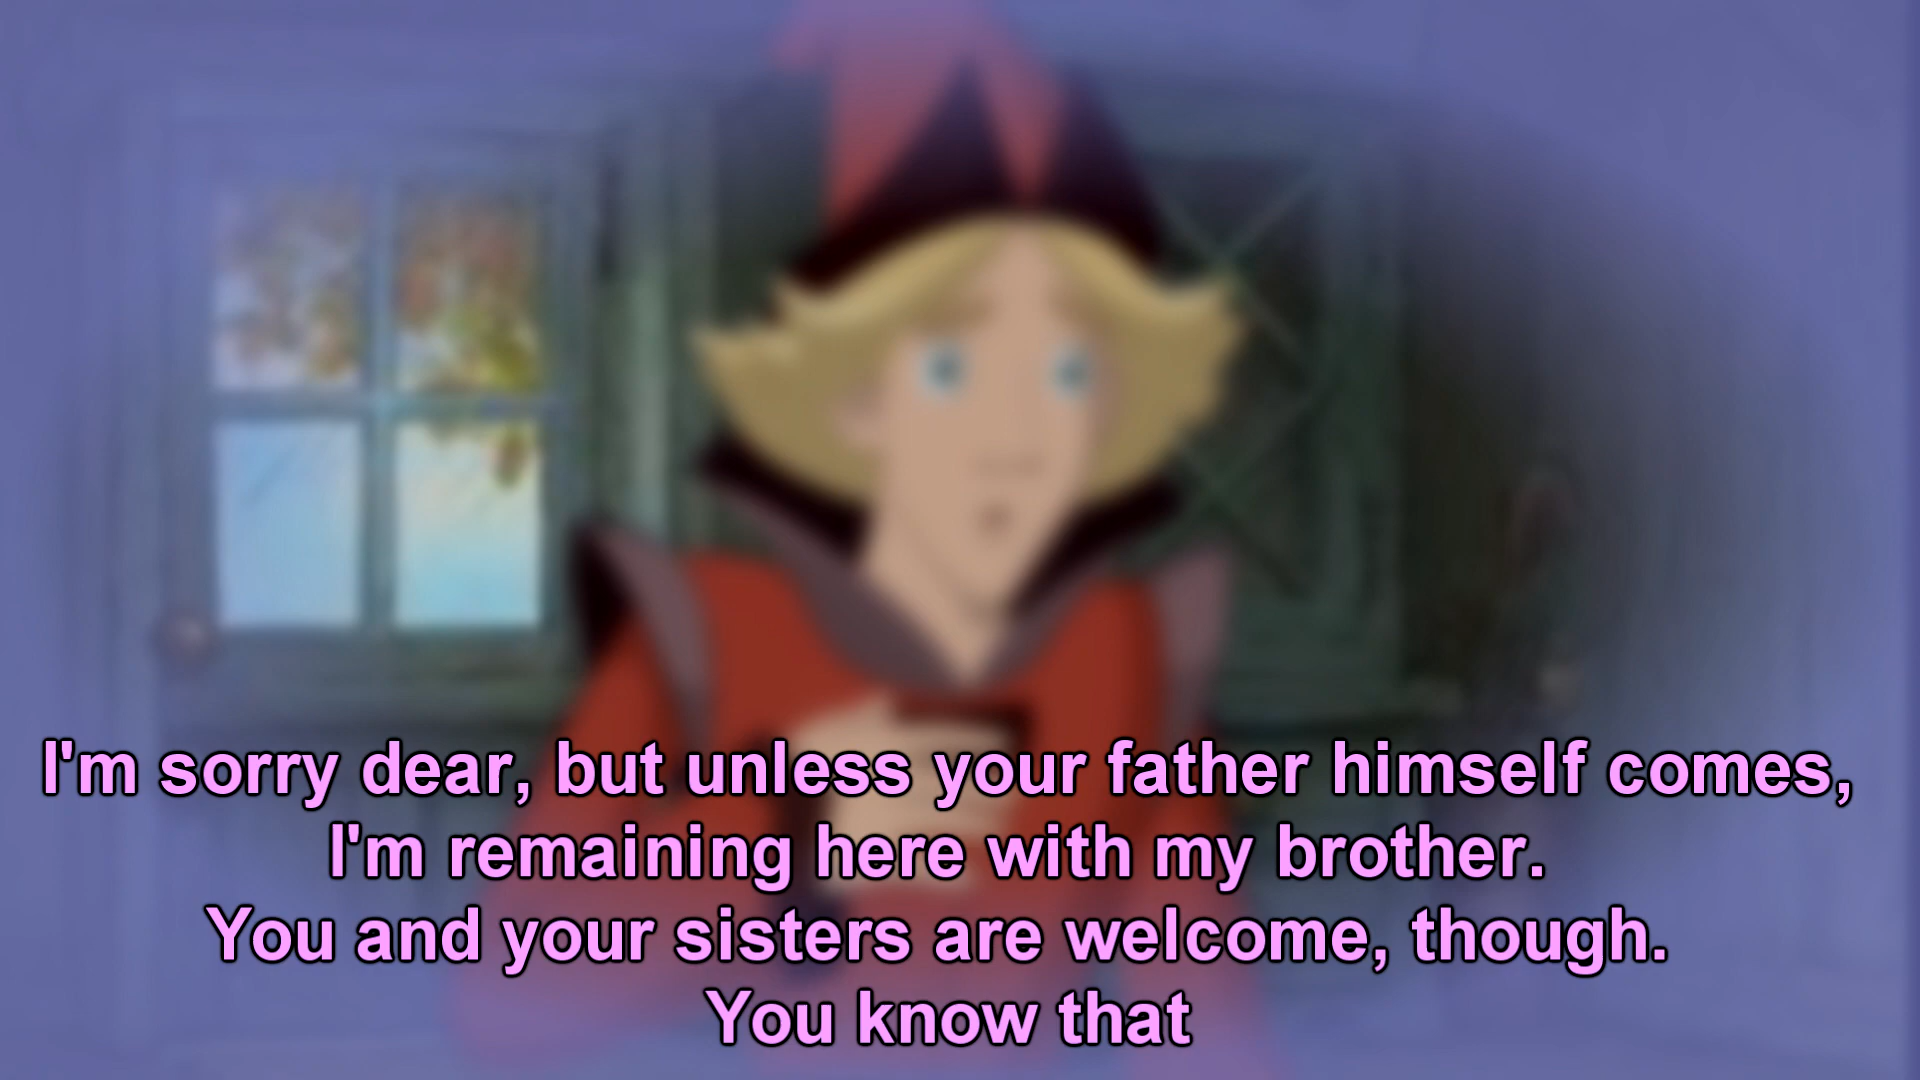 I'm sorry dear, but unless your father himself comes,
I'm remaining here with my brother.
You and your sisters are welcome, though.
You know that